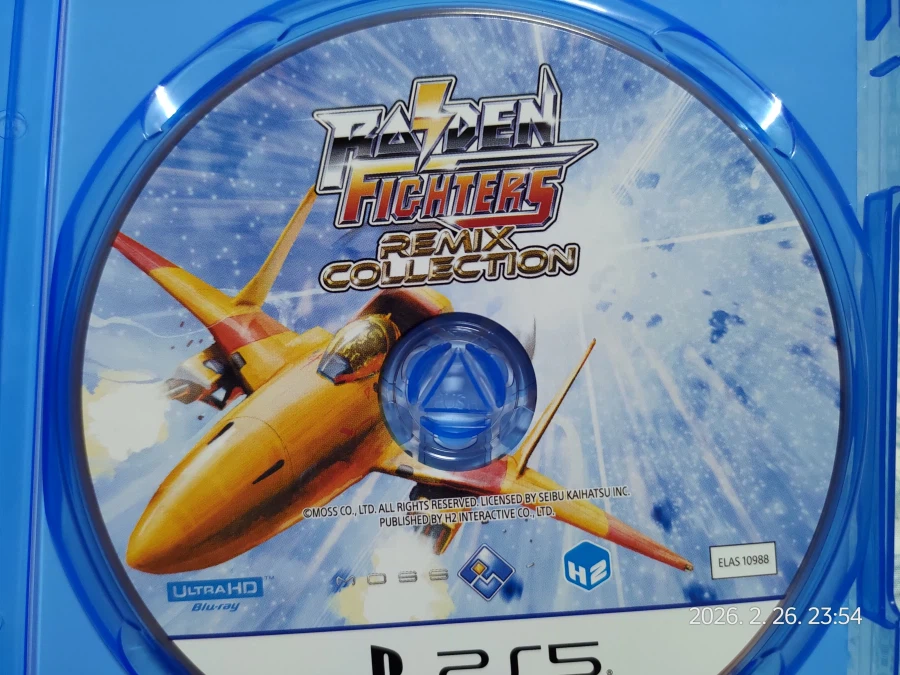 RAIDEN
FIGHTERS
REMIX
COLLECTION
©MOSS CO., LTD. ALL RIGHTS RESERVED. LICENSED BY SEIBU KAIHATSU INC.
PUBLISHED BY H2 INTERACTIVE CO., LTD.
ULTRA HD™
Blu-ray
MOSS
H2
ELAS 10988
2026. 2. 26. 23:54
PS5®